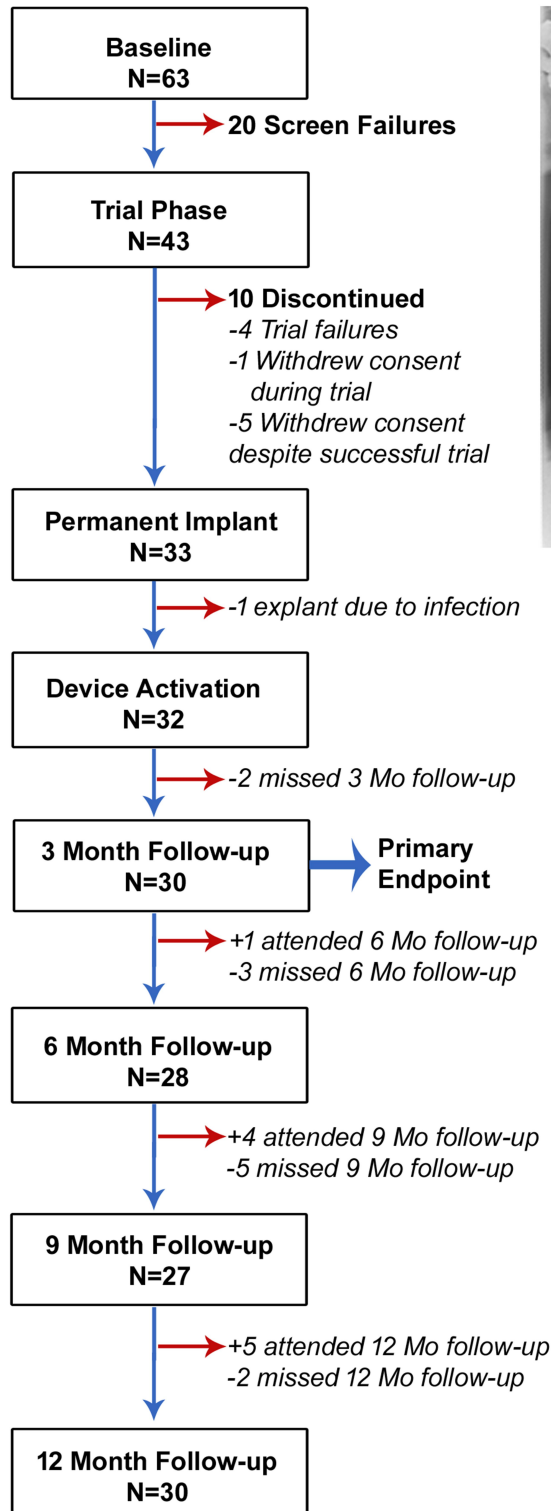 Baseline
N=63
20 Screen Failures
Trial Phase
N=43
10 Discontinued
-4 Trial failures
-1 Withdrew consent
during trial
-5 Withdrew consent
despite successful trial
Permanent Implant
N=33
-1 explant due to infection
Device Activation
N=32
-2 missed 3 Mo follow-up
3 Month Follow-up
N=30
Primary
Endpoint
+1 attended 6 Mo follow-up
-3 missed 6 Mo follow-up
6 Month Follow-up
N=28
+4 attended 9 Mo follow-up
-5 missed 9 Mo follow-up
9 Month Follow-up
N=27
+5 attended 12 Mo follow-up
-2 missed 12 Mo follow-up
12 Month Follow-up
N=30